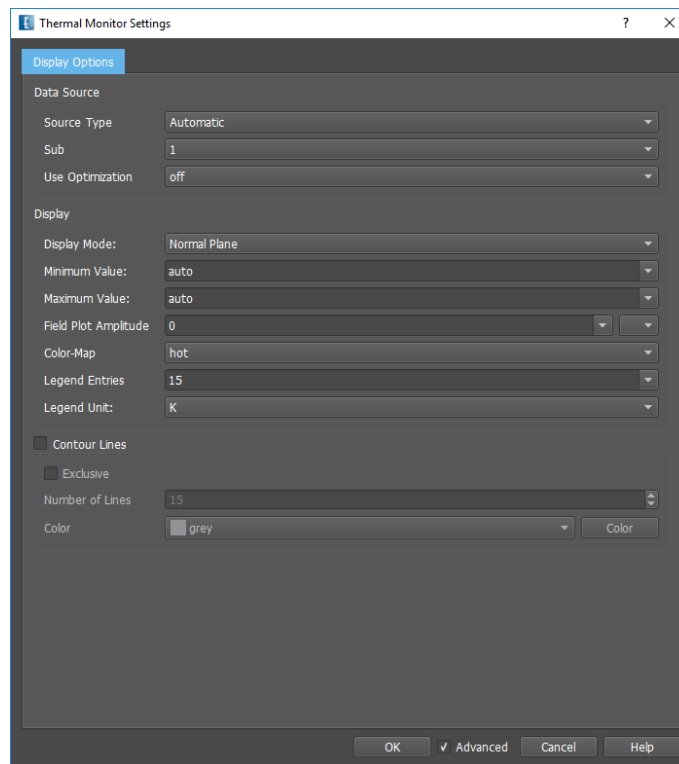 Thermal Monitor Settings
Display Options
Data Source
Source Type Automatic
Sub 1
Use Optimization off
Display
Display Mode: Normal Plane
Minimum Value: auto
Maximum Value: auto
Field Plot Amplitude 0
Color-Map hot
Legend Entries 15
Legend Unit: K
Contour Lines
Exclusive
Number of Lines 15
Color grey Color
OK Advanced Cancel Help